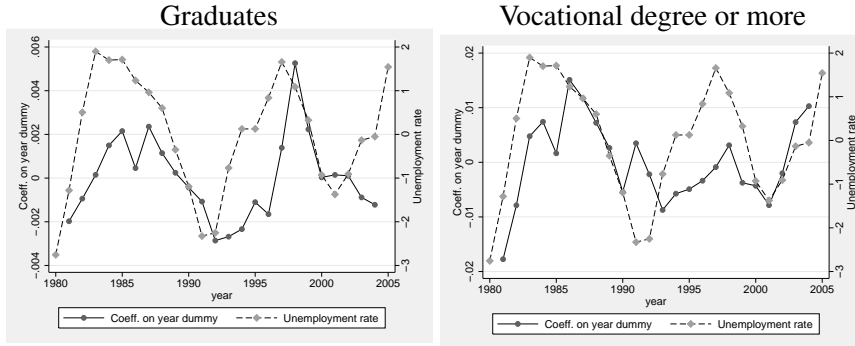 Graduates
Vocational degree or more
.006
.004
.002
0
−.002
−.004
Coeff. on year dummy
2
1
0
−1
−2
−3
Unemployment rate
1980
1985
1990
1995
2000
2005
year
Coeff. on year dummy
Unemployment rate
.02
.01
0
−.01
−.02
Coeff. on year dummy
2
1
0
−1
−2
−3
Unemployment rate
1980
1985
1990
1995
2000
2005
year
Coeff. on year dummy
Unemployment rate